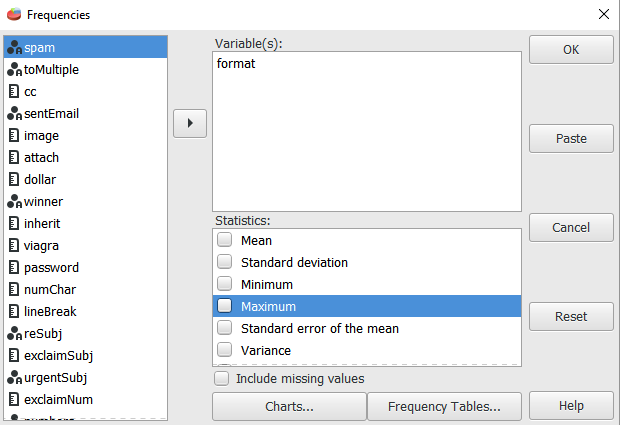 Frequencies
spam
toMultiple
cc
sentEmail
image
attach
dollar
winner
inherit
viagra
password
numChar
lineBreak
reSubj
exclaimSubj
urgentSubj
exclaimNum
Variable(s):
format
Statistics:
Mean
Standard deviation
Minimum
Maximum
Standard error of the mean
Variance
Include missing values
Charts...
Frequency Tables...
OK
Paste
Cancel
Reset
Help